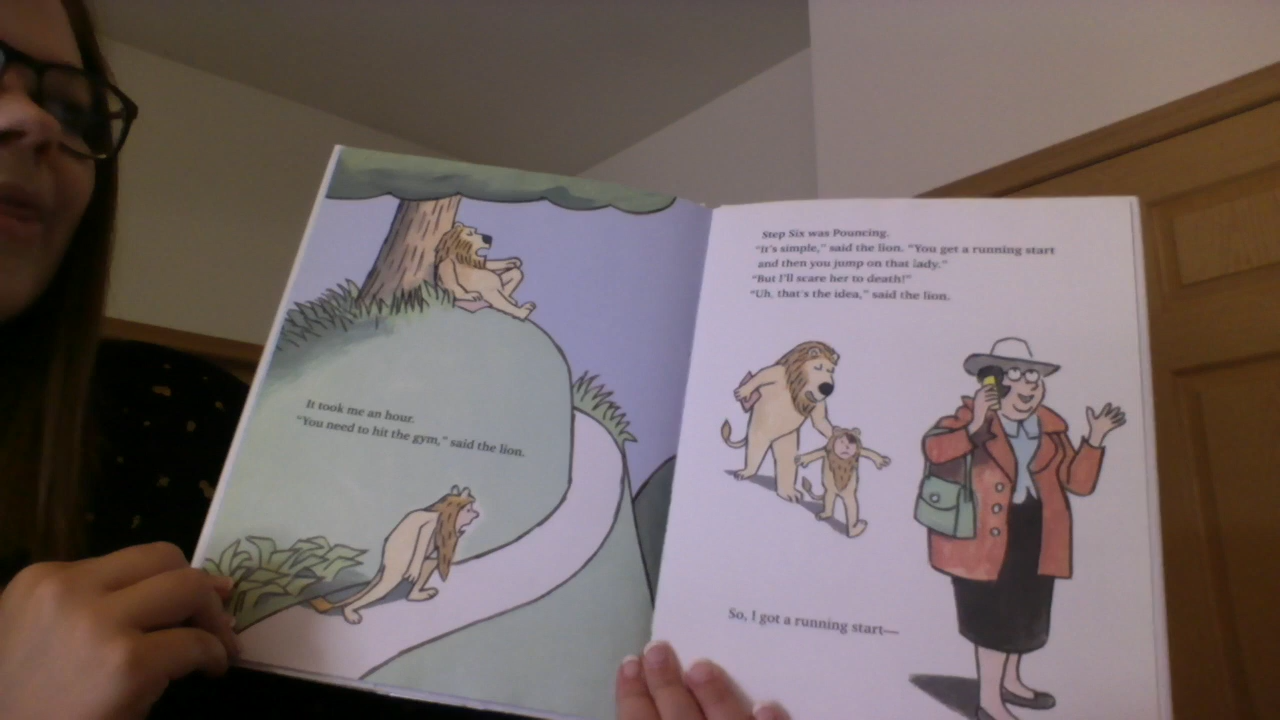 It took me an hour.
"You need to hit the gym," said the lion.
Step Six was Pouncing.
"It's simple," said the lion. "You get a running start
and then you jump on that lady."
"But I'll scare her to death!"
"Uh, that's the idea," said the lion.
So, I got a running start—